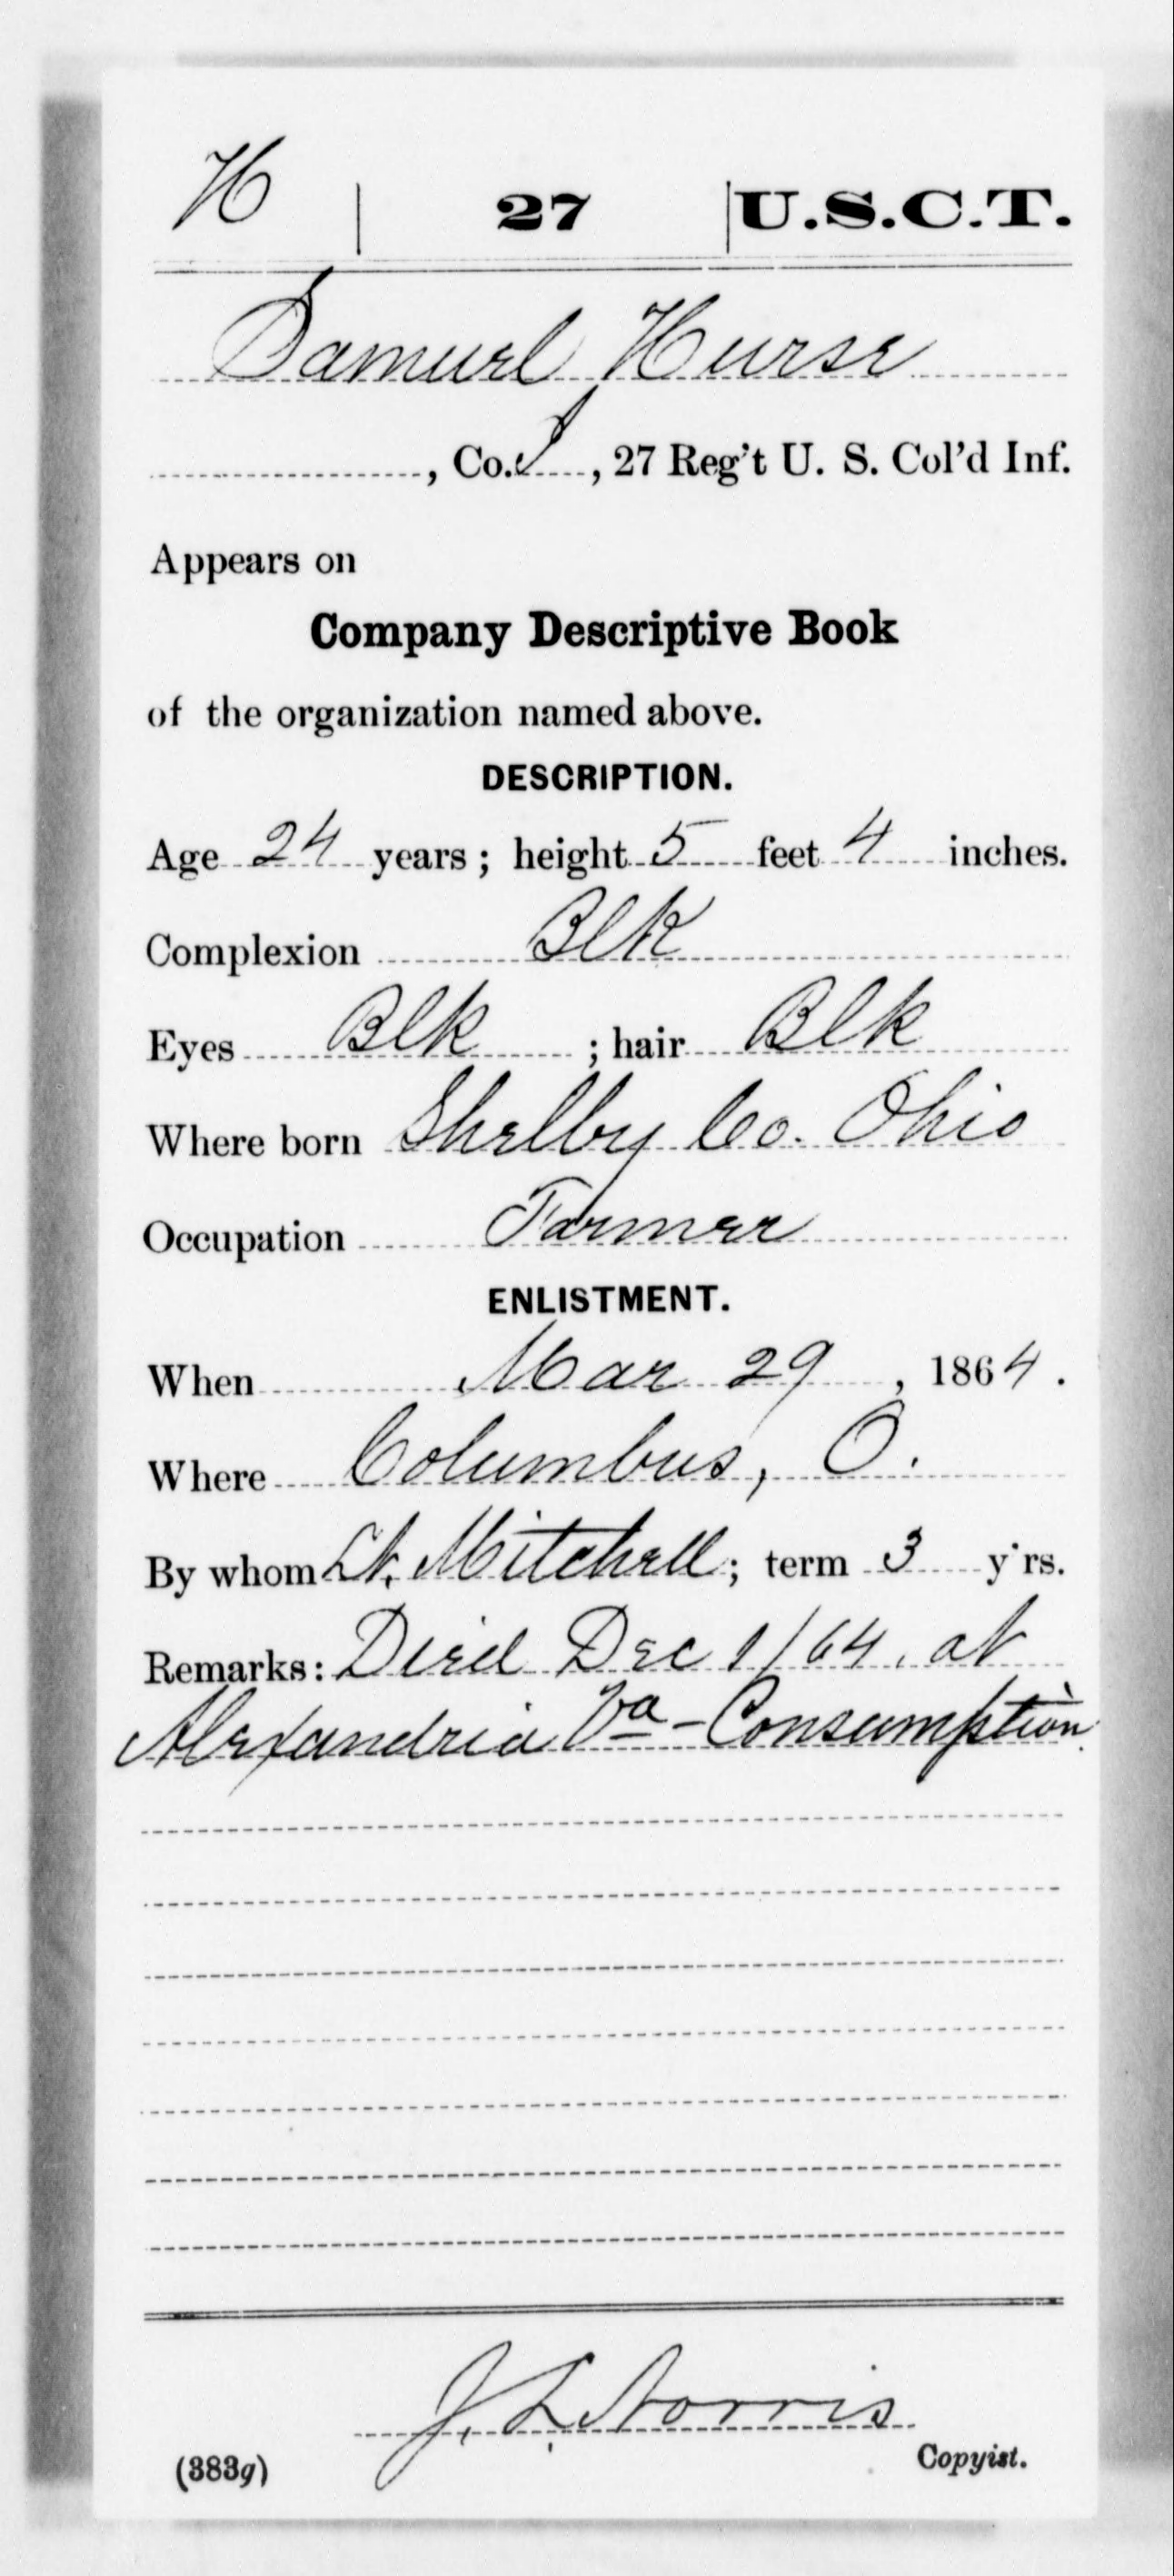 H | 27 | U.S.C.T.
Samuel Hurse
, Co. I, 27 Reg't U. S. Col'd Inf.
Appears on
Company Descriptive Book
of the organization named above.
DESCRIPTION.
Age 24 years; height 5 feet 4 inches.
Complexion Blk
Eyes Blk; hair Blk
Where born Shelby Co. Ohio
Occupation Farmer
ENLISTMENT.
When Mar 29, 1864.
Where Columbus, O.
By whom Lt. Mitchell; term 3 y'rs.
Remarks: Died Dec 1/64, at
Alexandria Va - Consumption.
J. L. Norris
(383g) Copyist.